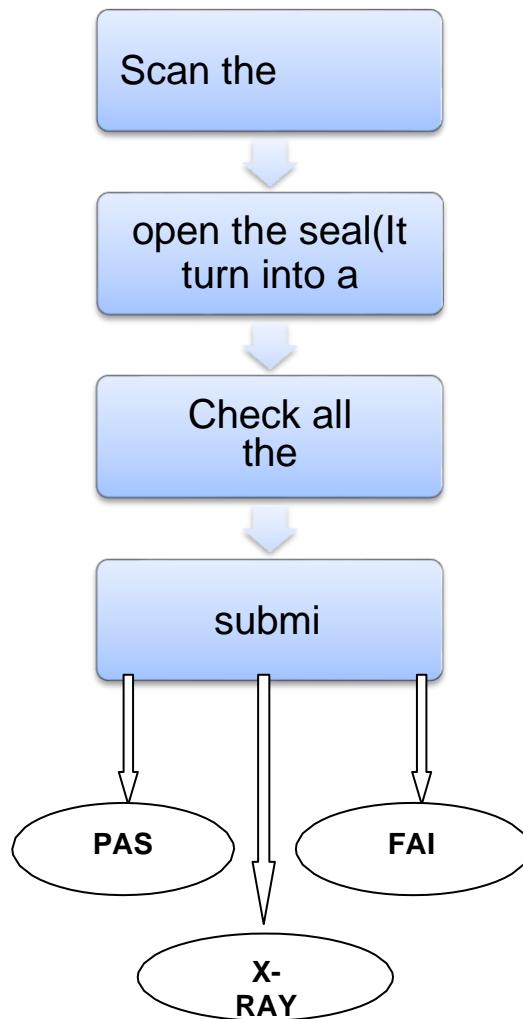 Scan the
open the seal(It
turn into a
Check all
the
submi
PAS
FAI
X-
RAY